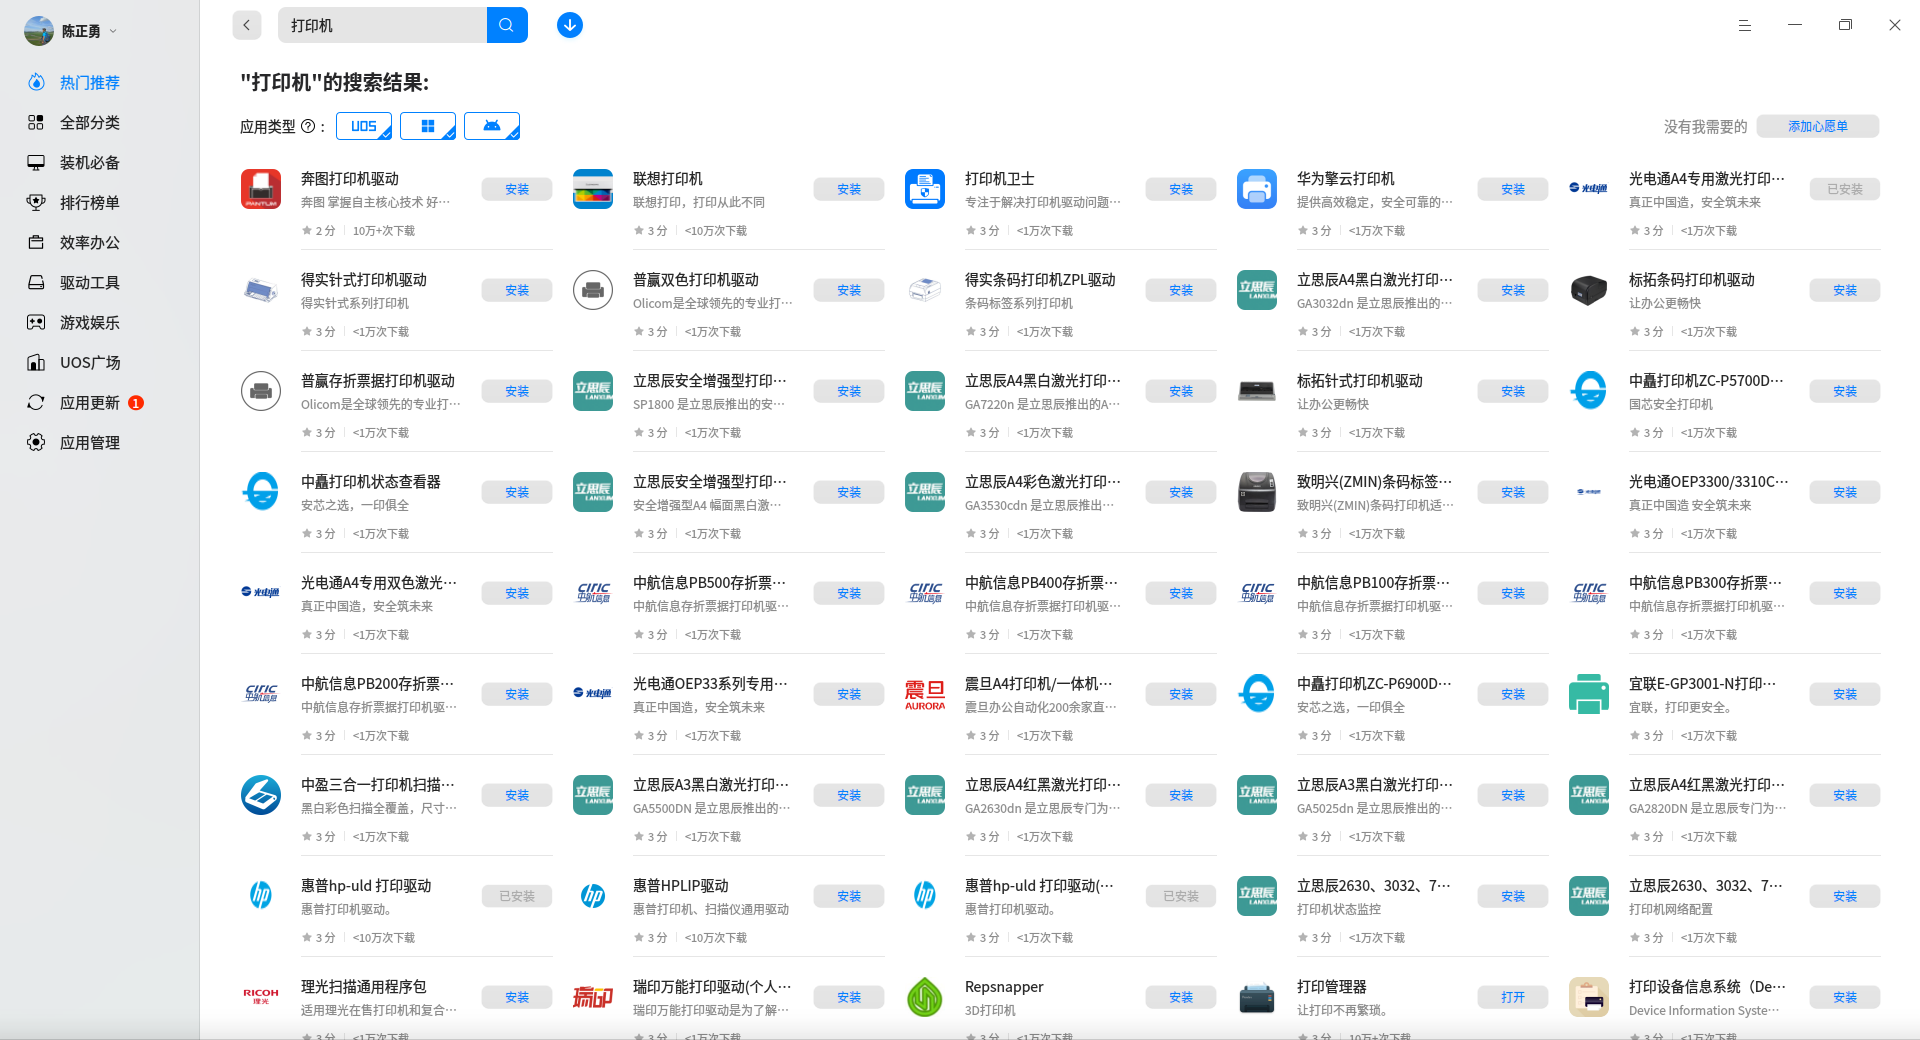 陈正勇
打印机
热门推荐
全部分类
装机必备
排行榜单
效率办公
驱动工具
游戏娱乐
UOS广场
应用更新 1
应用管理
"打印机"的搜索结果:
应用类型 ? : UOS
没有我需要的 添加心愿单
奔图打印机驱动
奔图 掌握自主核心技术 好…
2 分 10万+次下载
安装
联想打印机
联想打印，打印从此不同
3 分 <10万次下载
安装
打印机卫士
专注于解决打印机驱动问题…
3 分 <1万次下载
安装
华为擎云打印机
提供高效稳定，安全可靠的…
3 分 <1万次下载
安装
光电通A4专用激光打印…
真正中国造，安全筑未来
3 分 <1万次下载
已安装
得实针式打印机驱动
得实针式系列打印机
3 分 <1万次下载
安装
普赢双色打印机驱动
Olicom是全球领先的专业打…
3 分 <1万次下载
安装
得实条码打印机ZPL驱动
条码标签系列打印机
3 分 <1万次下载
安装
立思辰A4黑白激光打印…
GA3032dn 是立思辰推出的…
3 分 <1万次下载
安装
标拓条码打印机驱动
让办公更畅快
3 分 <1万次下载
安装
普赢存折票据打印机驱动
Olicom是全球领先的专业打…
3 分 <1万次下载
安装
立思辰安全增强型打印…
SP1800 是立思辰推出的安…
3 分 <1万次下载
安装
立思辰A4黑白激光打印…
GA7220n 是立思辰推出的A…
3 分 <1万次下载
安装
标拓针式打印机驱动
让办公更畅快
3 分 <1万次下载
安装
中矗打印机ZC-P5700D…
国芯安全打印机
3 分 <1万次下载
安装
中矗打印机状态查看器
安芯之选，一印俱全
3 分 <1万次下载
安装
立思辰安全增强型打印…
安全增强型A4 幅面黑白激…
3 分 <1万次下载
安装
立思辰A4彩色激光打印…
GA3530cdn 是立思辰推出…
3 分 <1万次下载
安装
致明兴(ZMIN)条码标签…
致明兴(ZMIN)条码打印机适…
3 分 <1万次下载
安装
光电通OEP3300/3310C…
真正中国造 安全筑未来
3 分 <1万次下载
安装
光电通A4专用双色激光…
真正中国造，安全筑未来
3 分 <1万次下载
安装
中航信息PB500存折票…
中航信息存折票据打印机驱…
3 分 <1万次下载
安装
中航信息PB400存折票…
中航信息存折票据打印机驱…
3 分 <1万次下载
安装
中航信息PB100存折票…
中航信息存折票据打印机驱…
3 分 <1万次下载
安装
中航信息PB300存折票…
中航信息存折票据打印机驱…
3 分 <1万次下载
安装
中航信息PB200存折票…
中航信息存折票据打印机驱…
3 分 <1万次下载
安装
光电通OEP33系列专用…
真正中国造，安全筑未来
3 分 <1万次下载
安装
震旦 AURORA
震旦A4打印机/一体机…
震旦办公自动化200余家直…
3 分 <1万次下载
安装
中矗打印机ZC-P6900D…
安芯之选，一印俱全
3 分 <1万次下载
安装
宜联E-GP3001-N打印…
宜联，打印更安全。
3 分 <1万次下载
安装
中盈三合一打印机扫描…
黑白彩色扫描全覆盖，尺寸…
3 分 <1万次下载
安装
立思辰A3黑白激光打印…
GA5500DN 是立思辰推出的…
3 分 <1万次下载
安装
立思辰A4红黑激光打印…
GA2630dn 是立思辰专门为…
3 分 <1万次下载
安装
立思辰A3黑白激光打印…
GA5025dn 是立思辰推出的…
3 分 <1万次下载
安装
立思辰A4红黑激光打印…
GA2820DN 是立思辰专门为…
3 分 <1万次下载
安装
hp
惠普hp-uld 打印驱动
惠普打印机驱动。
3 分 <10万次下载
已安装
hp
惠普HPLIP驱动
惠普打印机、扫描仪通用驱动
3 分 <10万次下载
安装
hp
惠普hp-uld 打印驱动(…
惠普打印机驱动。
3 分 <1万次下载
已安装
立思辰2630、3032、7…
打印机状态监控
3 分 <1万次下载
安装
立思辰2630、3032、7…
打印机网络配置
3 分 <1万次下载
安装
RICOH 理光
理光扫描通用程序包
适用理光在售打印机和复合…
3 分 <1万次下载
安装
瑞印
瑞印万能打印驱动(个人…
瑞印万能打印驱动是为了解…
3 分 <1万次下载
安装
Repsnapper
3D打印机
3 分 <1万次下载
安装
打印管理器
让打印不再繁琐。
3 分 10万+次下载
打开
打印设备信息系统（De…
Device Information Syste…
3 分 <1万次下载
安装